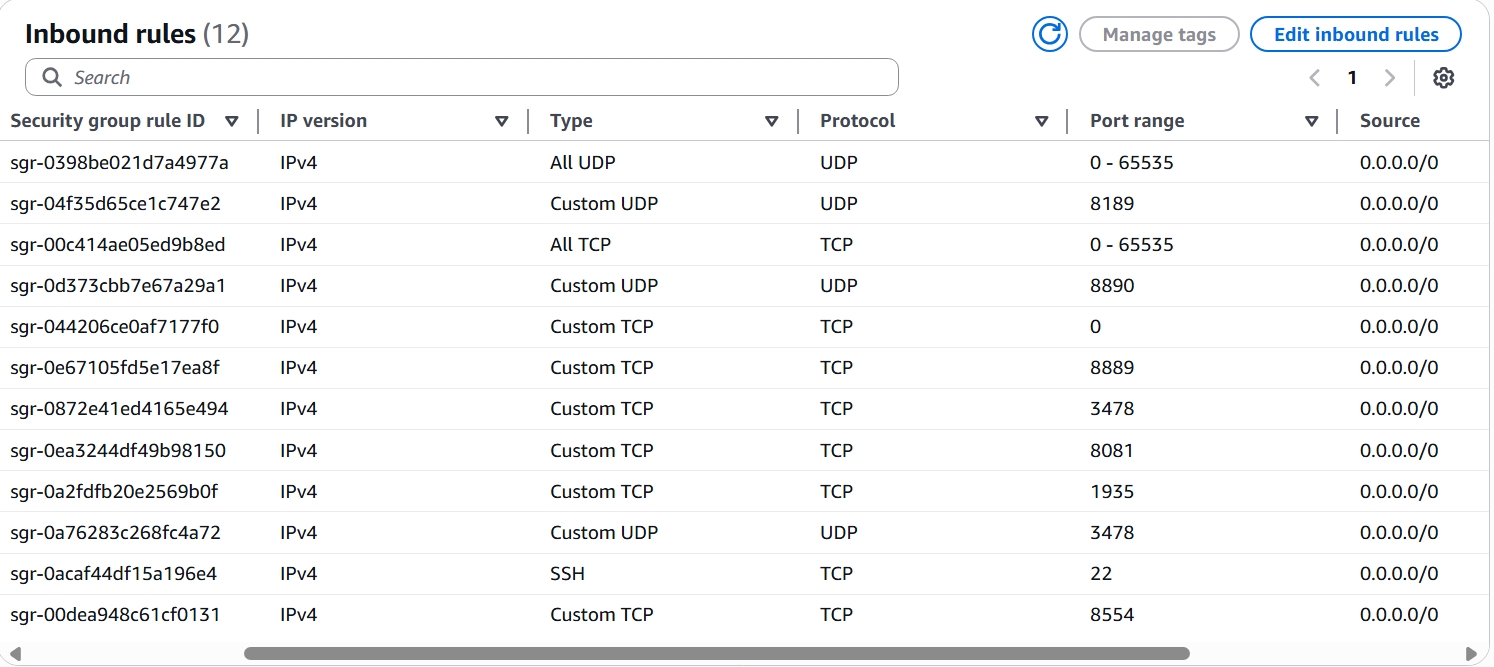 Inbound rules (12) Manage tags Edit inbound rules
Search 1
Security group rule ID IP version Type Protocol Port range Source
sgr-0398be021d7a4977a IPv4 All UDP UDP 0 - 65535 0.0.0.0/0
sgr-04f35d65ce1c747e2 IPv4 Custom UDP UDP 8189 0.0.0.0/0
sgr-00c414ae05ed9b8ed IPv4 All TCP TCP 0 - 65535 0.0.0.0/0
sgr-0d373cbb7e67a29a1 IPv4 Custom UDP UDP 8890 0.0.0.0/0
sgr-044206ce0af7177f0 IPv4 Custom TCP TCP 0 0.0.0.0/0
sgr-0e67105fd5e17ea8f IPv4 Custom TCP TCP 8889 0.0.0.0/0
sgr-0872e41ed4165e494 IPv4 Custom TCP TCP 3478 0.0.0.0/0
sgr-0ea3244df49b98150 IPv4 Custom TCP TCP 8081 0.0.0.0/0
sgr-0a2fdfb20e2569b0f IPv4 Custom TCP TCP 1935 0.0.0.0/0
sgr-0a76283c268fc4a72 IPv4 Custom UDP UDP 3478 0.0.0.0/0
sgr-0acaf44df15a196e4 IPv4 SSH TCP 22 0.0.0.0/0
sgr-00dea948c61cf0131 IPv4 Custom TCP TCP 8554 0.0.0.0/0